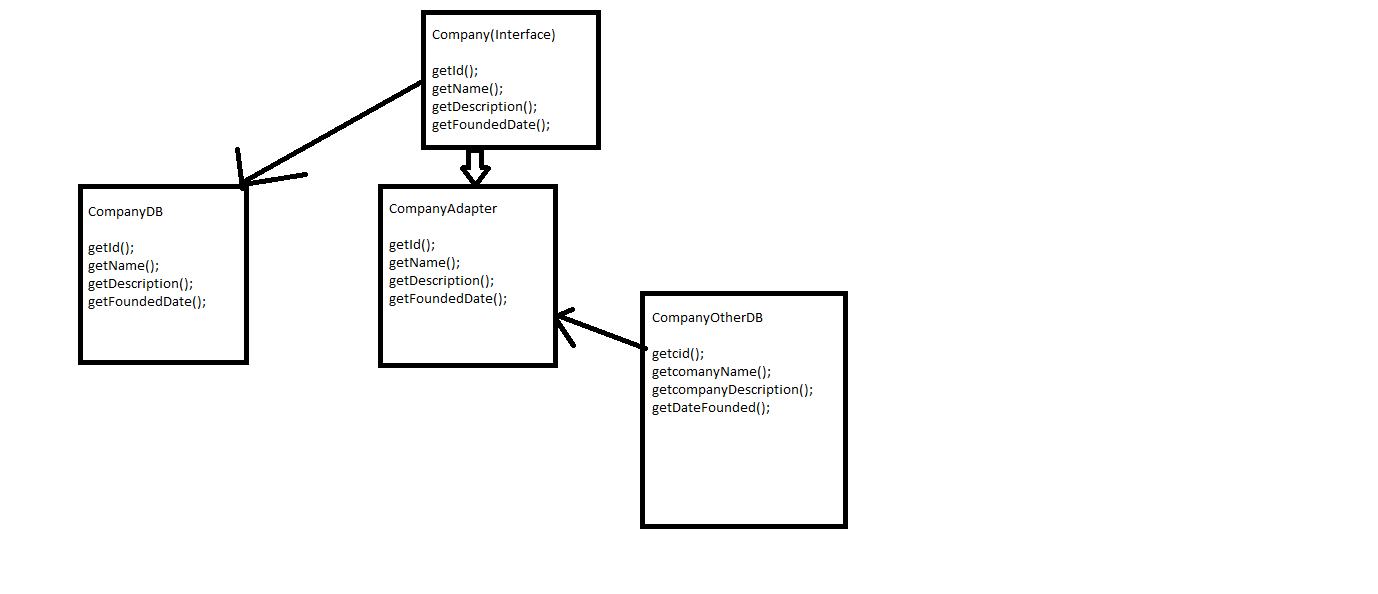 Company(Interface)
getId();
getName();
getDescription();
getFoundedDate();
CompanyDB
getId();
getName();
getDescription();
getFoundedDate();
CompanyAdapter
getId();
getName();
getDescription();
getFoundedDate();
CompanyOtherDB
getcid();
getcomanyName();
getcompanyDescription();
getDateFounded();